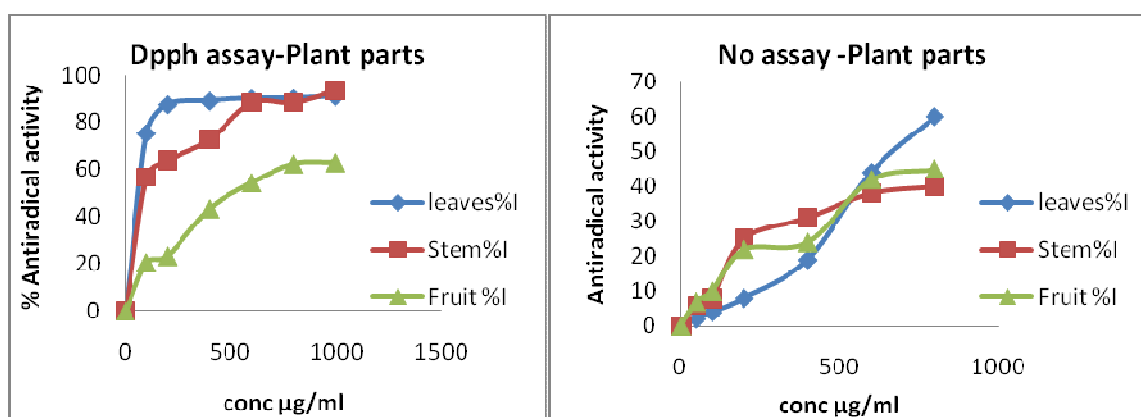 Dpph assay-Plant parts
% Antiradical activity
100
80
60
40
20
0
0
500
1000
1500
conc µg/ml
leaves%I
Stem%I
Fruit %I
No assay -Plant parts
Antiradical activity
70
60
50
40
30
20
10
0
0
500
1000
conc µg/ml
leaves%I
Stem%I
Fruit %I